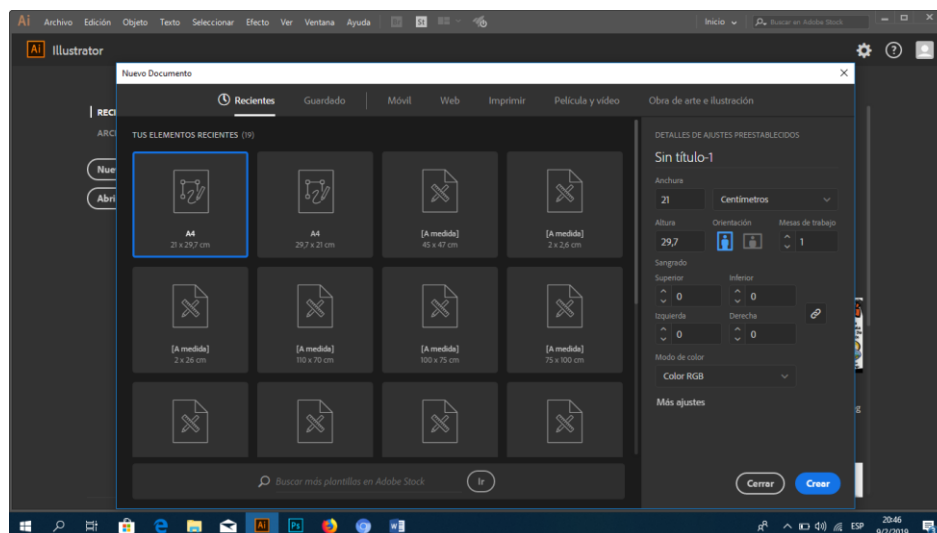 Ai Archivo Edición Objeto Texto Seleccionar Efecto Ver Ventana Ayuda St Inicio Buscar en Adobe Stock
Ai Illustrator
Nuevo Documento
Recientes Guardado Móvil Web Imprimir Película y vídeo Obra de arte e ilustración
TUS ELEMENTOS RECIENTES (19)
A4
21 x 29,7 cm
A4
29,7 x 21 cm
[A medida]
45 x 47 cm
[A medida]
2 x 2,6 cm
[A medida]
2 x 26 cm
[A medida]
110 x 70 cm
[A medida]
100 x 75 cm
[A medida]
75 x 100 cm
Buscar más plantillas en Adobe Stock Ir
DETALLES DE AJUSTES PREESTABLECIDOS
Sin título-1
Anchura
21 Centímetros
Altura Orientación Mesas de trabajo
29,7 1
Sangrado
Superior Inferior
0 0
Izquierda Derecha
0 0
Modo de color
Color RGB
Más ajustes
Cerrar Crear
Ai Ps W ESP 20:46
9/2/2019